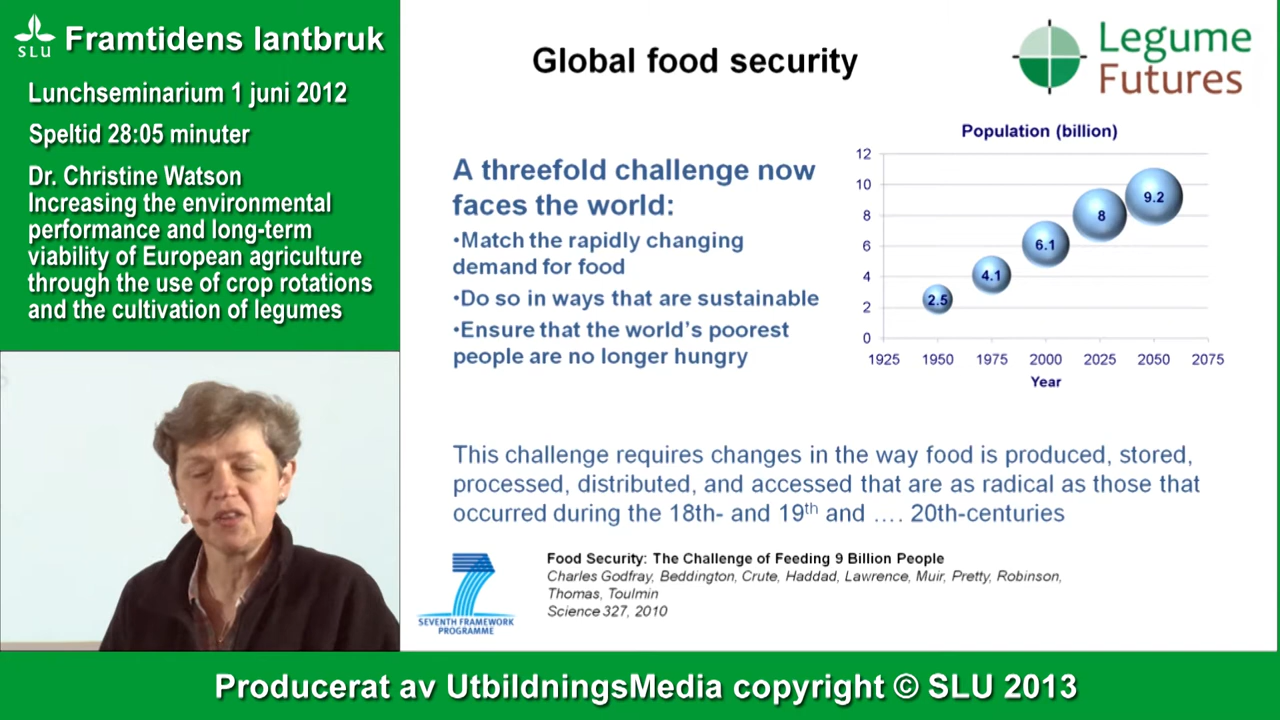 SLU
Framtidens lantbruk
Lunchseminarium 1 juni 2012
Speltid 28:05 minuter
Dr. Christine Watson
Increasing the environmental
performance and long-term
viability of European agriculture
through the use of crop rotations
and the cultivation of legumes
Global food security
Legume
Futures
A threefold challenge now
faces the world:
•Match the rapidly changing
demand for food
•Do so in ways that are sustainable
•Ensure that the world's poorest
people are no longer hungry
Population (billion)
12
10
8
6
4
2
0
2.5
4.1
6.1
8
9.2
1925 1950 1975 2000 2025 2050 2075
Year
This challenge requires changes in the way food is produced, stored,
processed, distributed, and accessed that are as radical as those that
occurred during the 18th- and 19th and …. 20th-centuries
7
SEVENTH FRAMEWORK
PROGRAMME
Food Security: The Challenge of Feeding 9 Billion People
Charles Godfray, Beddington, Crute, Haddad, Lawrence, Muir, Pretty, Robinson,
Thomas, Toulmin
Science 327, 2010
Producerat av UtbildningsMedia copyright © SLU 2013